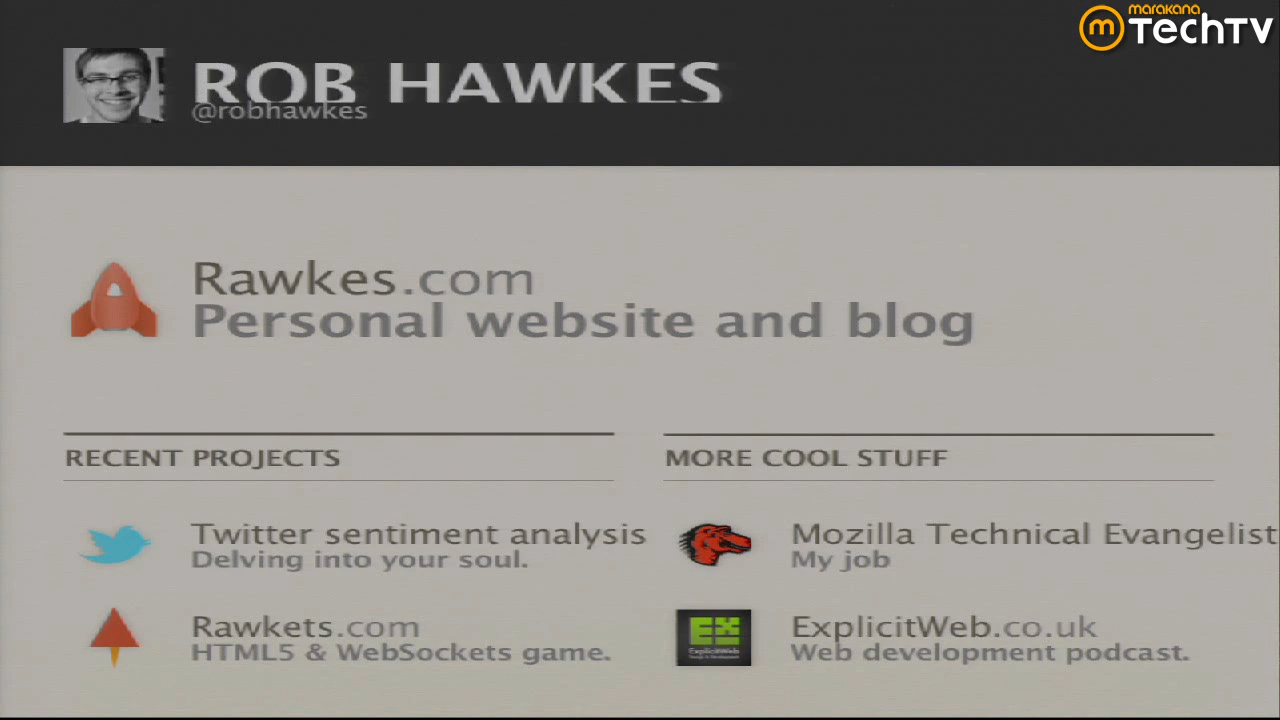 marakana
m TechTV
ROB HAWKES
@robhawkes
Rawkes.com
Personal website and blog
RECENT PROJECTS
Twitter sentiment analysis
Delving into your soul.
Rawkets.com
HTML5 & WebSockets game.
MORE COOL STUFF
Mozilla Technical Evangelist
My job
EX
ExplicitWeb
ExplicitWeb.co.uk
Web development podcast.